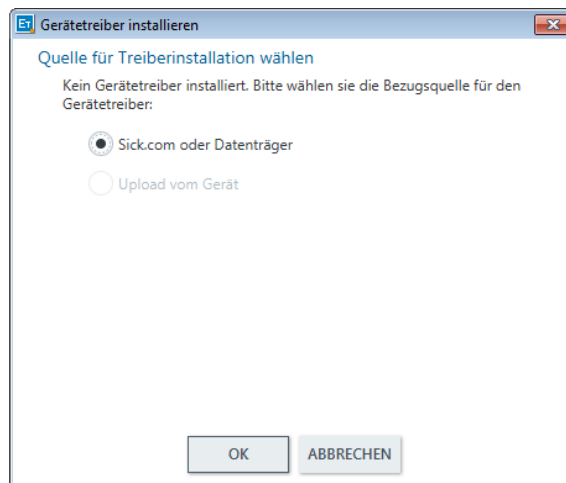 ET Gerätetreiber installieren
Quelle für Treiberinstallation wählen
Kein Gerätetreiber installiert. Bitte wählen sie die Bezugsquelle für den
Gerätetreiber:
Sick.com oder Datenträger
Upload vom Gerät
OK ABBRECHEN